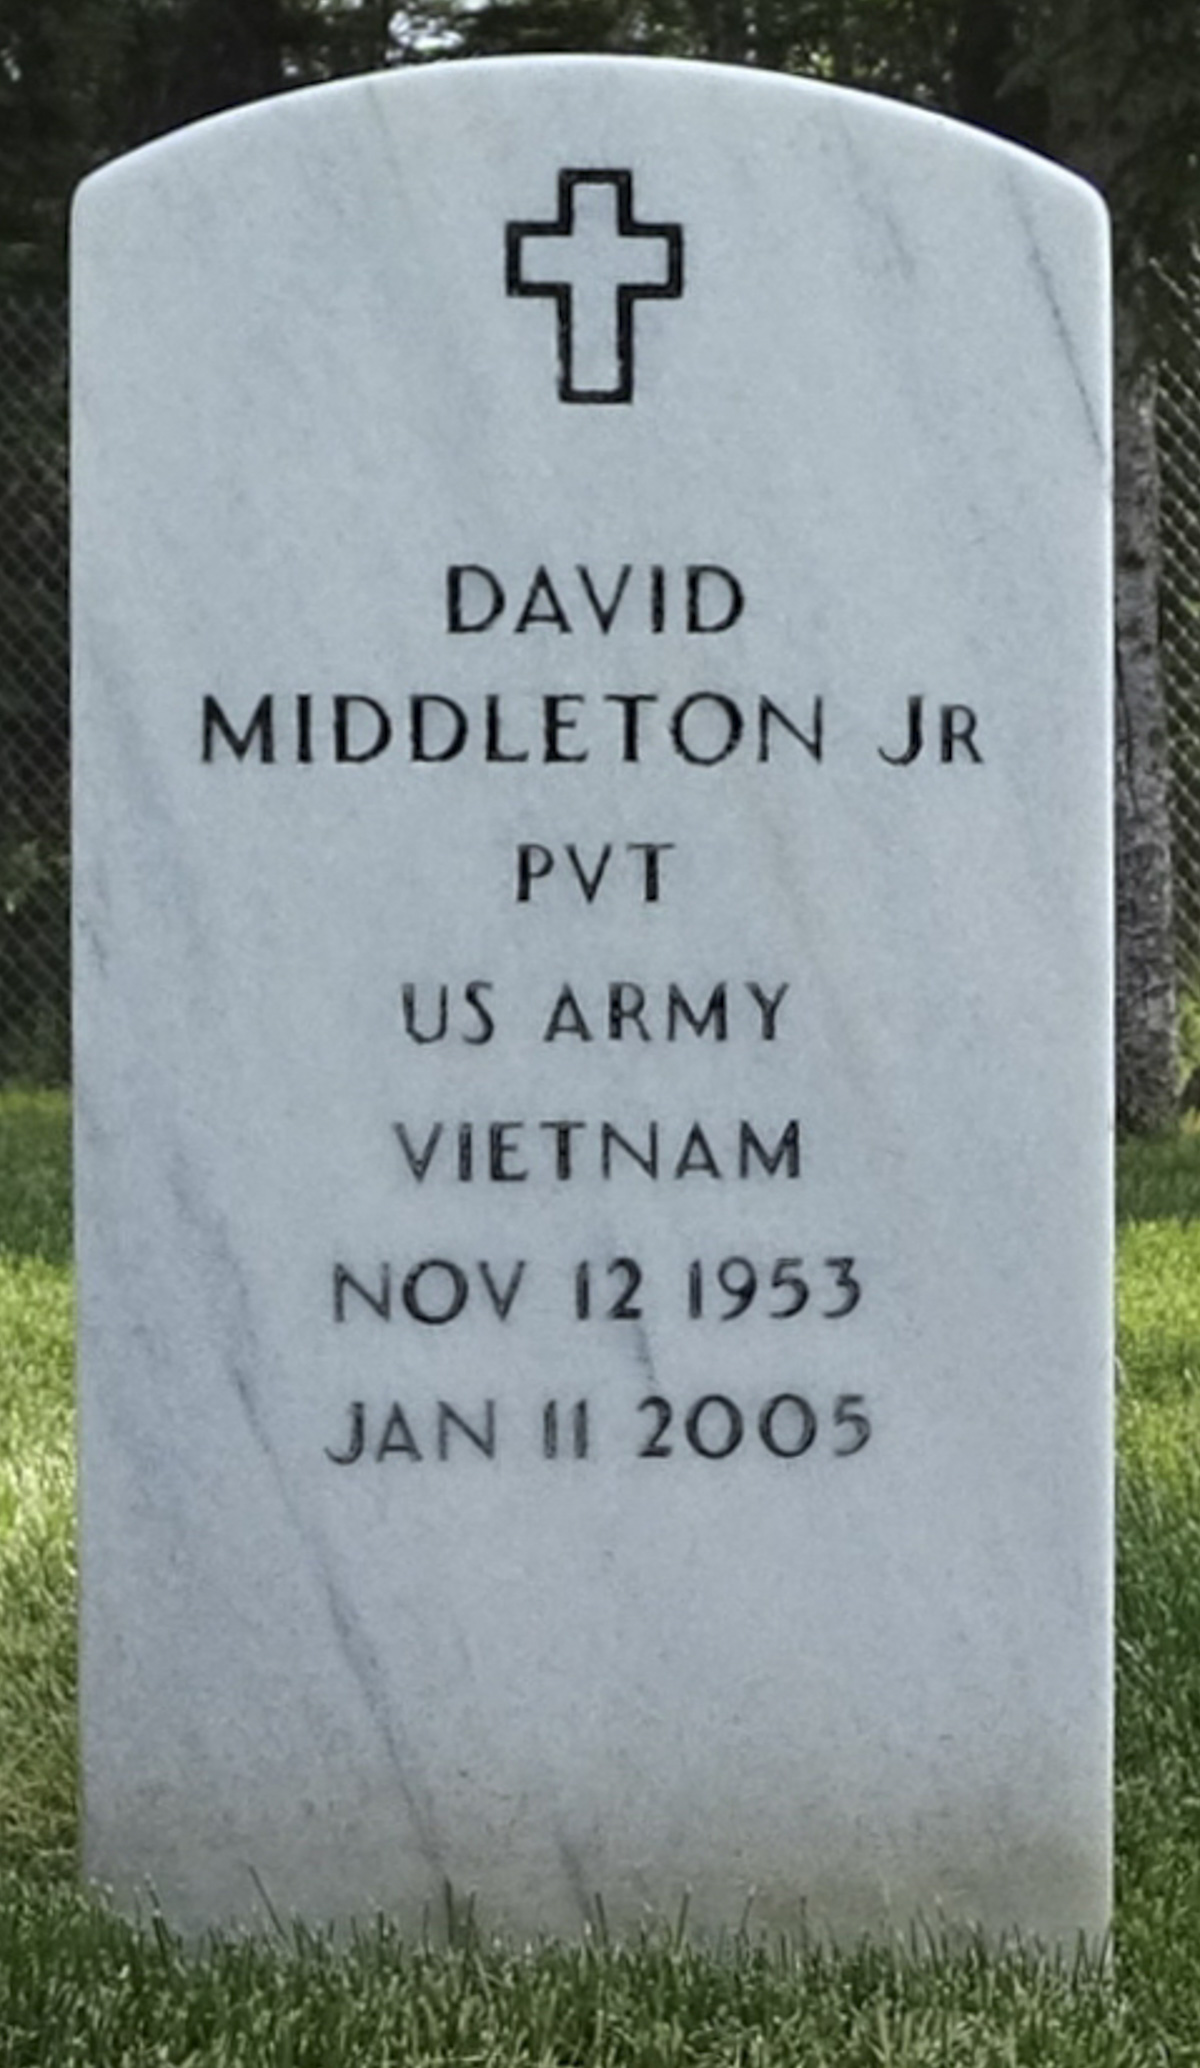 DAVID
MIDDLETON JR
PVT
US ARMY
VIETNAM
NOV 12 1953
JAN 11 2005